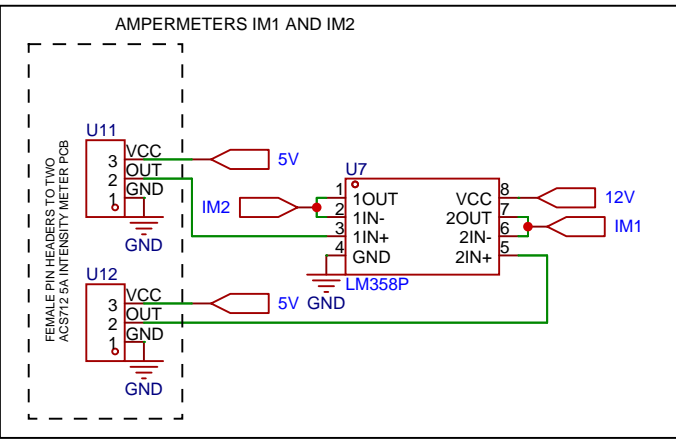 AMPERMETERS IM1 AND IM2
FEMALE PIN HEADERS TO TWO
ACS712 5A INTENSITY METER PCB
U11
3 VCC
2 OUT
1 GND
5V
GND
U12
3 VCC
2 OUT
1 GND
5V
GND
IM2
U7
1 1OUT
2 1IN-
3 1IN+
4 GND
VCC 8
2OUT 7
2IN- 6
2IN+ 5
LM358P
GND
12V
IM1